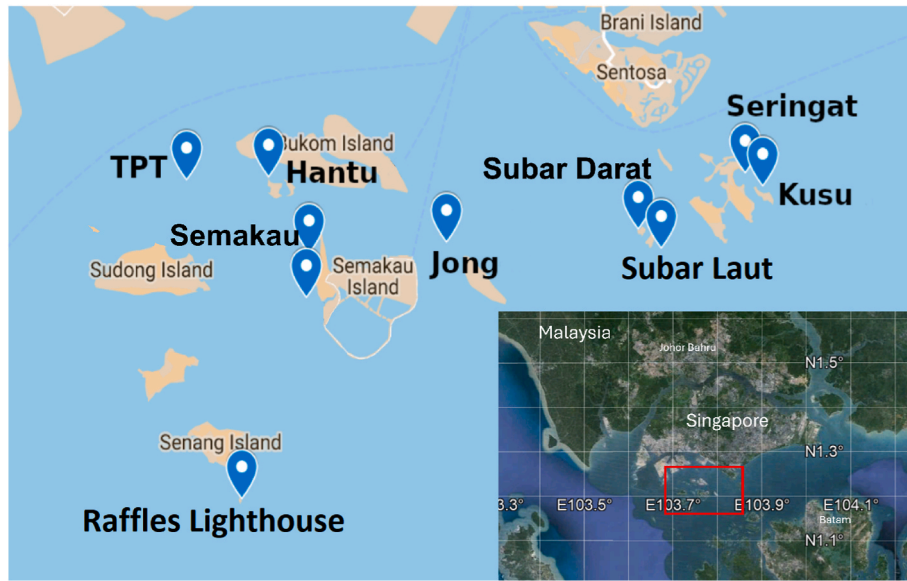 Brani Island
Sentosa
Seringat
Bukom Island
TPT
Hantu
Subar Darat
Kusu
Semakau
Sudong Island
Semakau
Island
Jong
Subar Laut
Senang Island
Raffles Lighthouse
Malaysia
Johor Bahru
N1.5°
Singapore
N1.3°
3.3°
E103.5°
E103.7°
E103.9°
E104.1°
Batam
N1.1°